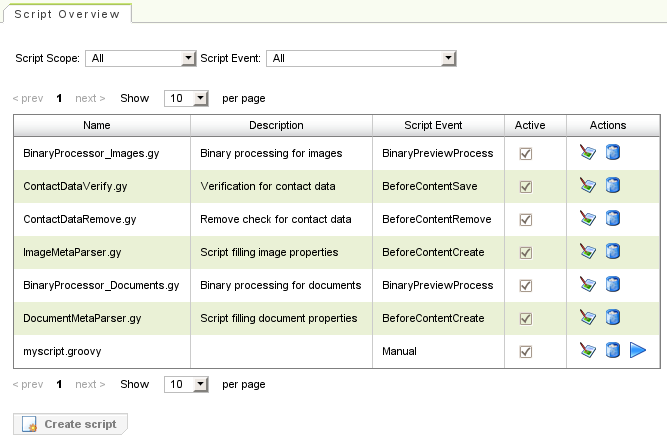 Script Overview
Script Scope: All Script Event: All
< prev 1 next > Show 10 per page
Name Description Script Event Active Actions
BinaryProcessor_Images.gy Binary processing for images BinaryPreviewProcess
ContactDataVerify.gy Verification for contact data BeforeContentSave
ContactDataRemove.gy Remove check for contact data BeforeContentRemove
ImageMetaParser.gy Script filling image properties BeforeContentCreate
BinaryProcessor_Documents.gy Binary processing for documents BinaryPreviewProcess
DocumentMetaParser.gy Script filling document properties BeforeContentCreate
myscript.groovy Manual
< prev 1 next > Show 10 per page
Create script